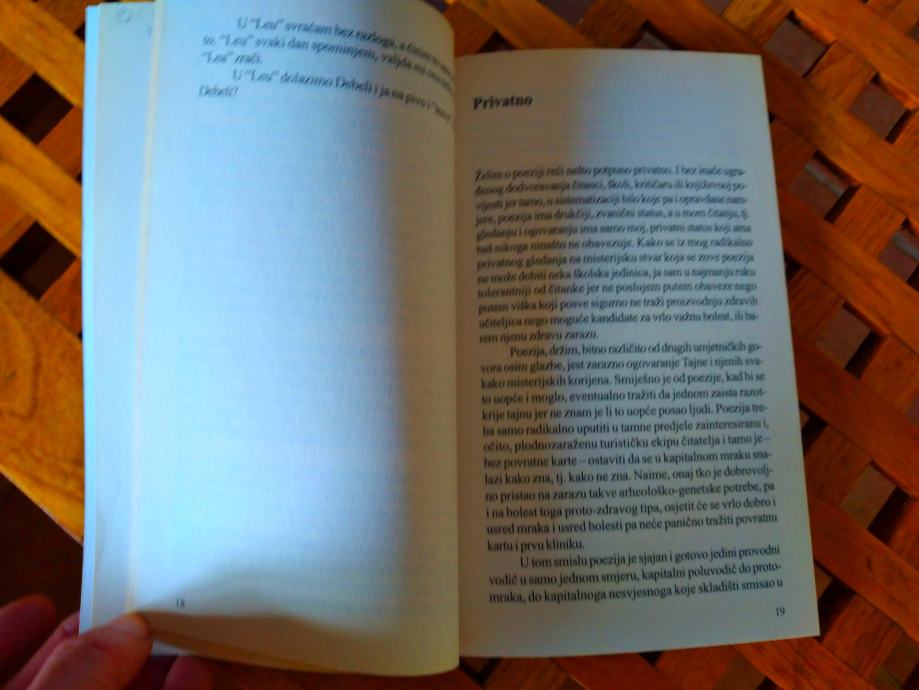 U "Leu" svraćam bez razloga, a činim to
to. "Leu" svaki dan spominjem, valjda mi
"Lea" zrači.
U "Leu" dolazimo Debeli i ja na pivo i
Debeli?
18
Privatno
Želim o poeziji reći nešto potpuno privatno. I bez inače ugra-
đenog dodvoravanja čitanci, školi, kritičaru ili književnoj po-
vijesti jer tamo, u sistematizaciji bilo koje pa i opravdane nam-
jere, poezija ima drukčiji, zvanični status, a u mom čitanju, tj.
gledanju i ogovaranju ima samo moj, privatni status koji ama
baš nikoga ninašto ne obavezuje. Kako se iz mog radikalno
privatnog gledanja na misterijsku stvar koja se zove poezija
ne može dobiti neka školska jedinica, ja sam u najmanju ruku
tolerantniji od čitanke jer ne poslujem putem obaveze nego
putem viška koji posve sigurno ne traži proizvodnju zdravih
učiteljica nego moguće kandidate za vrlo važnu bolest, ili ba-
rem njenu zdravu zarazu.
Poezija, držim, bitno različito od drugih umjetničkih go-
vora osim glazbe, jest zarazno ogovaranje Tajne i njenih sva-
kako misterijskih korijena. Smiješno je od poezije, kad bi se
to uopće i moglo, eventualno tražiti da jednom zaista razot-
krije tajnu jer ne znam je li to uopće posao ljudi. Poezija tre-
ba samo radikalno uputiti u tamne predjele zainteresiranu i,
očito, plodnozaraženu turističku ekipu čitatelja i tamo je –
bez povratne karte – ostaviti da se u kapitalnom mraku sna-
lazi kako zna, tj. kako ne zna. Naime, onaj tko je dobrovolj-
no pristao na zarazu takve arheološko-genetske potrebe, pa
i na bolest toga proto-zdravog tipa, osjetit će se vrlo dobro i
usred mraka i usred bolesti pa neće panično tražiti povratnu
kartu i prvu kliniku.
U tom smislu poezija je sjajan i gotovo jedini provodni
vodič u samo jednom smjeru, kapitalni poluvodič do proto-
mraka, do kapitalnoga nesvjesnoga koje skladišti smisao u
19